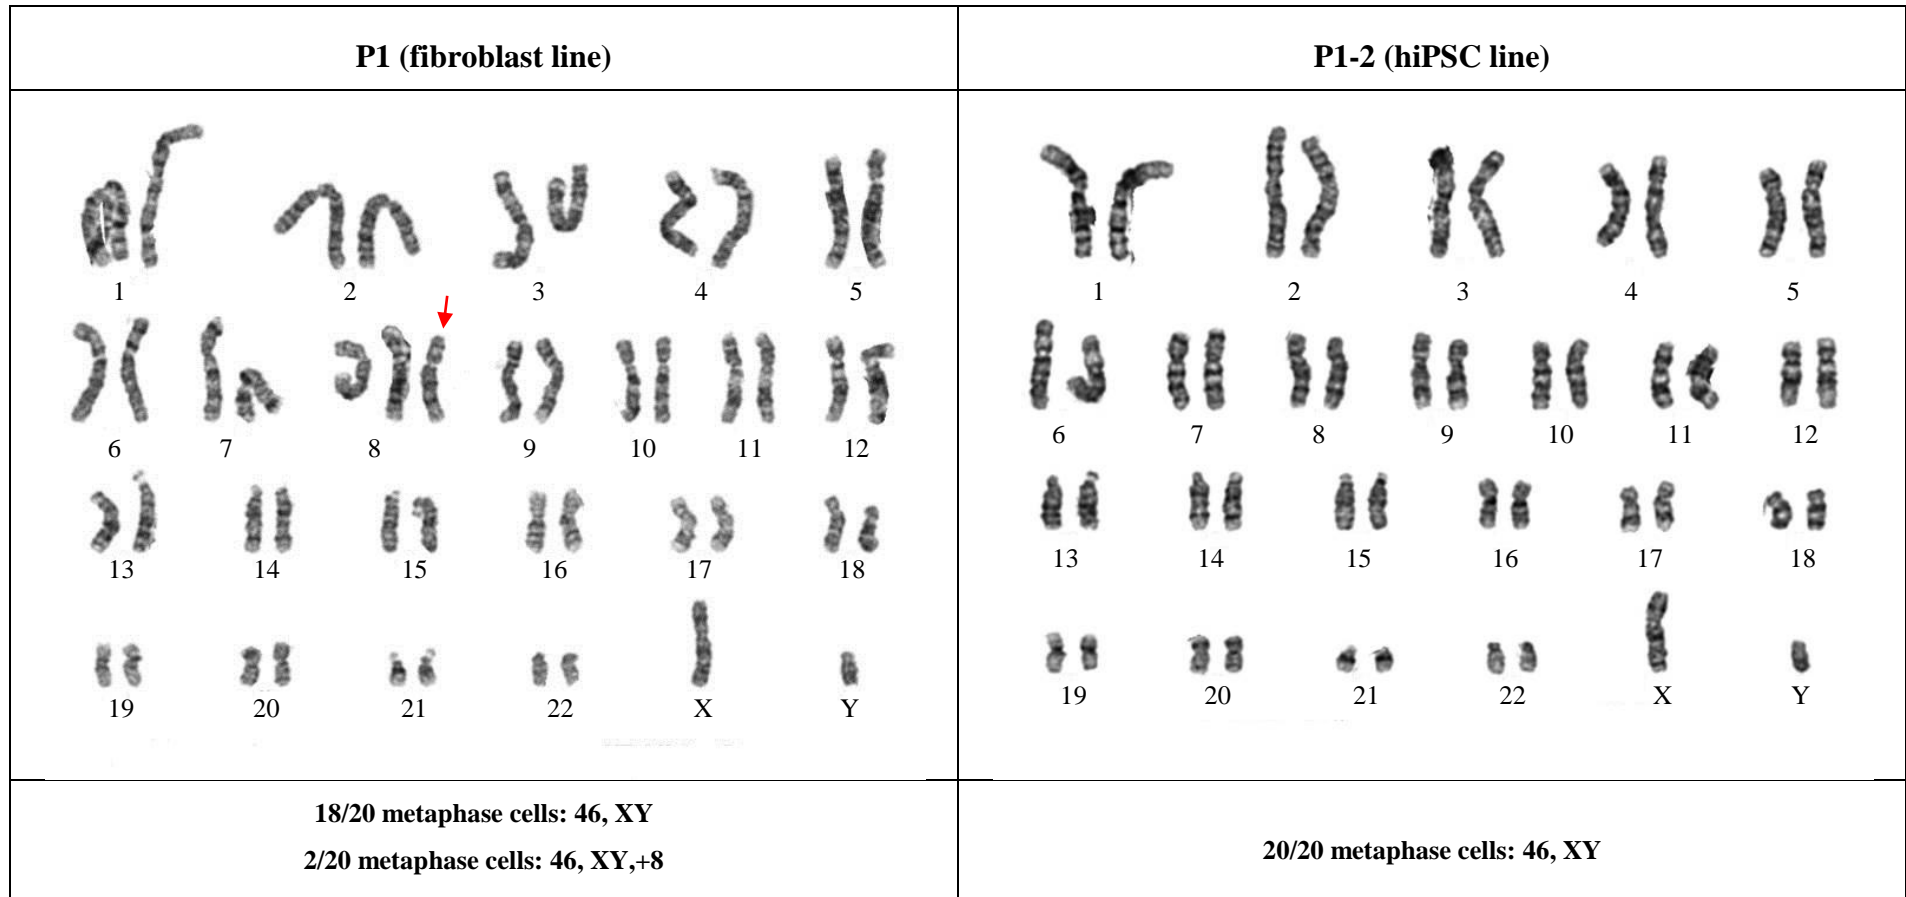 P1 (fibroblast line)
P1-2 (hiPSC line)
1 2 3 4 5
6 7 8 9 10 11 12
13 14 15 16 17 18
19 20 21 22 X Y
1 2 3 4 5
6 7 8 9 10 11 12
13 14 15 16 17 18
19 20 21 22 X Y
18/20 metaphase cells: 46, XY
2/20 metaphase cells: 46, XY,+8
20/20 metaphase cells: 46, XY